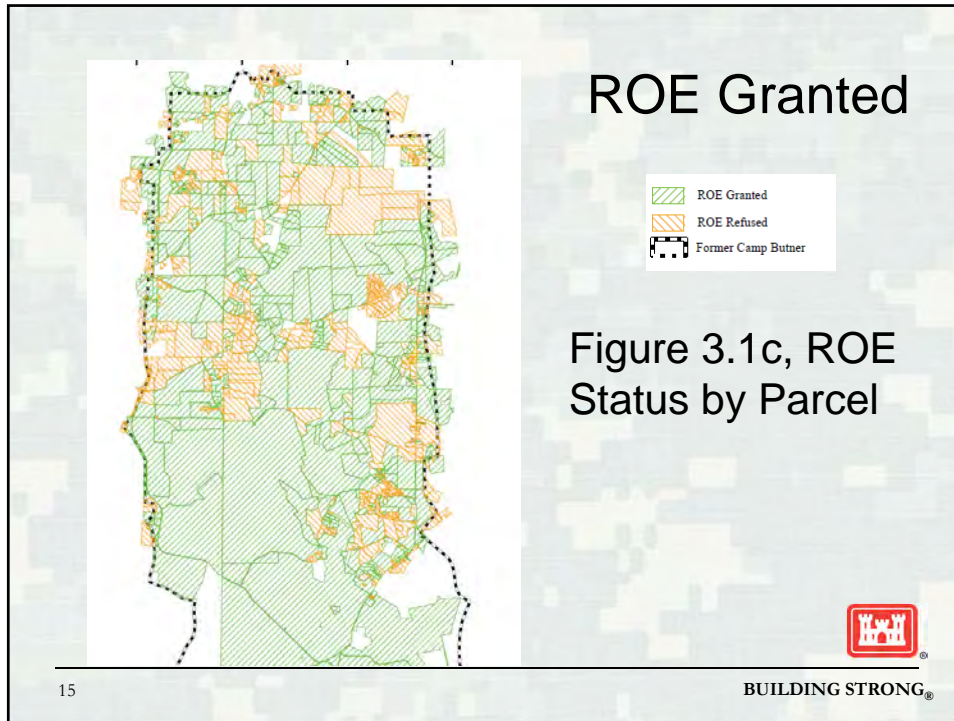 ROE Granted
ROE Granted
ROE Refused
Former Camp Butner
Figure 3.1c, ROE
Status by Parcel
®
15
BUILDING STRONG®